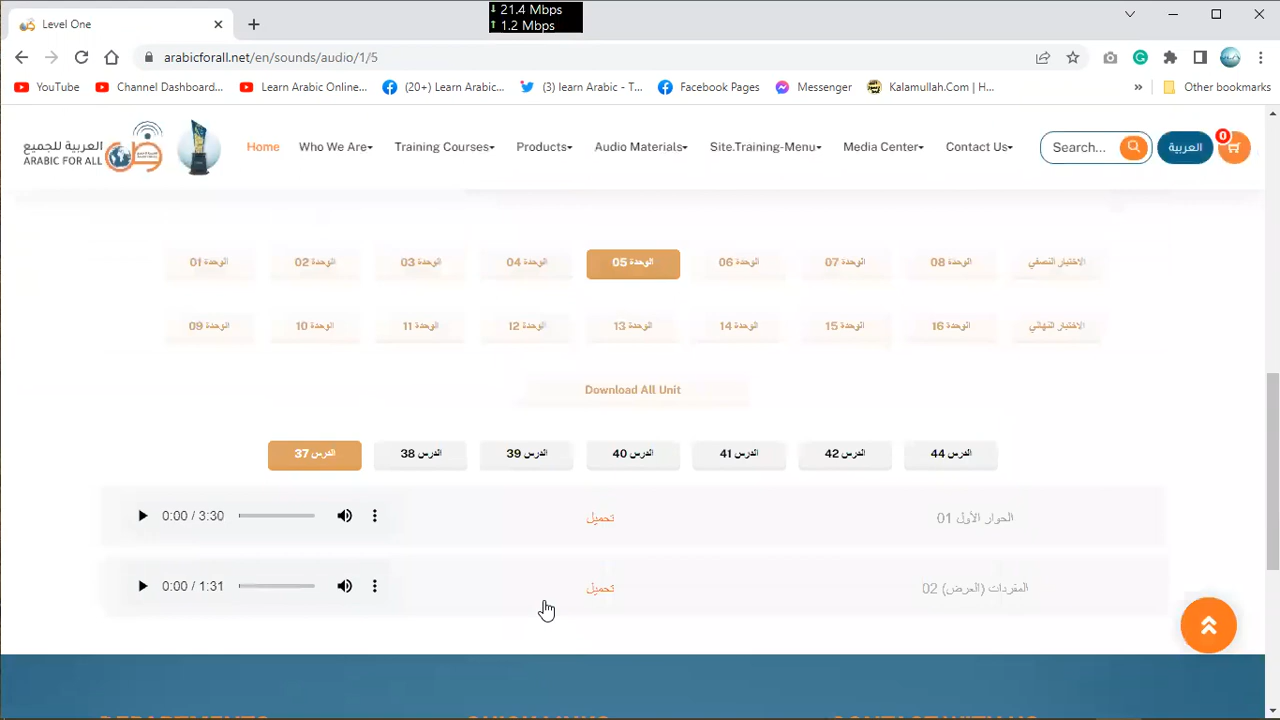 ↓ 21.4 Mbps
↑ 1.2 Mbps
Level One
arabicforall.net/en/sounds/audio/1/5
YouTube
Channel Dashboard...
Learn Arabic Online...
(20+) Learn Arabic...
(3) learn Arabic - T...
Facebook Pages
Messenger
Kalamullah.Com | H...
»
Other bookmarks
العربية للجميع
ARABIC FOR ALL
Home
Who We Are
Training Courses
Products
Audio Materials
Site.Training-Menu
Media Center
Contact Us
Search...
العربية
0
الوحدة 01
الوحدة 02
الوحدة 03
الوحدة 04
الوحدة 05
الوحدة 06
الوحدة 07
الوحدة 08
الاختبار النصفي
الوحدة 09
الوحدة 10
الوحدة 11
الوحدة 12
الوحدة 13
الوحدة 14
الوحدة 15
الوحدة 16
الاختبار النهائي
Download All Unit
الدرس 37
الدرس 38
الدرس 39
الدرس 40
الدرس 41
الدرس 42
الدرس 44
0:00 / 3:30
تحميل
الحوار الأول 01
0:00 / 1:31
تحميل
المفردات (العرض) 02
DEPARTMENTS
QUICK LINKS
CONTACT WITH US